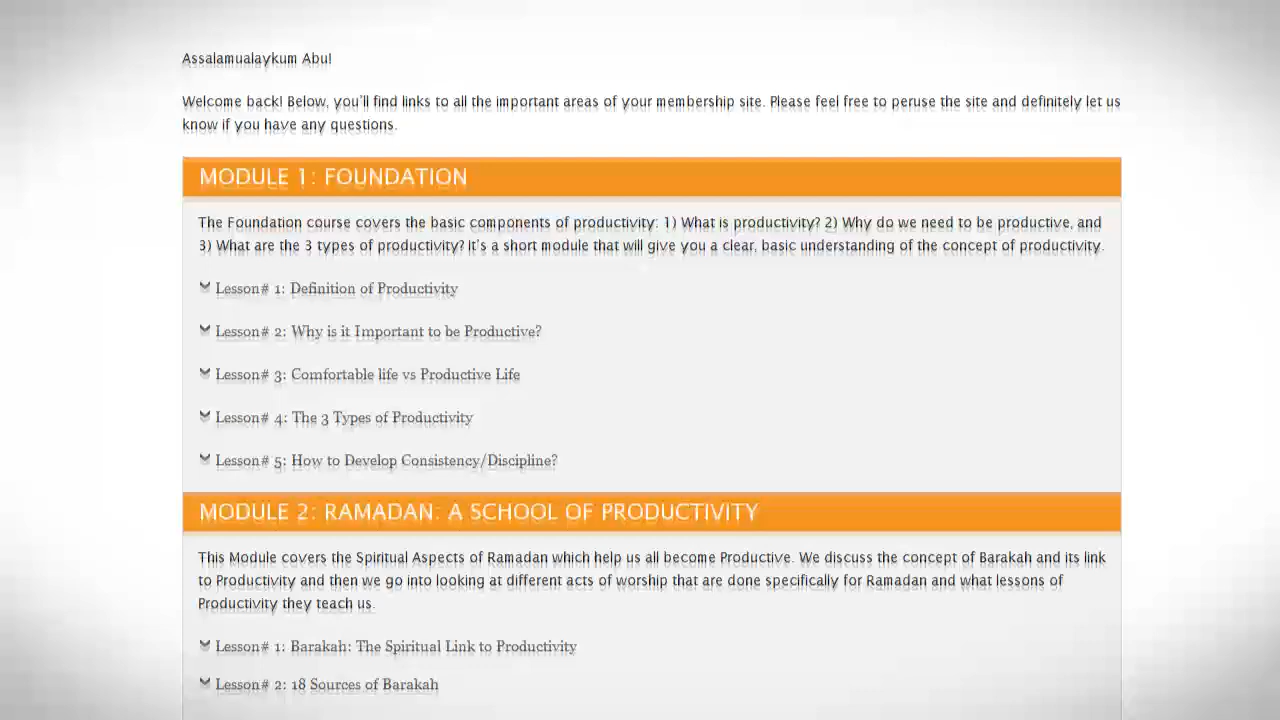 Assalamualaykum Abu!
Welcome back! Below, you'll find links to all the important areas of your membership site. Please feel free to peruse the site and definitely let us
know if you have any questions.
MODULE 1: FOUNDATION
The Foundation course covers the basic components of productivity: 1) What is productivity? 2) Why do we need to be productive, and
3) What are the 3 types of productivity? It's a short module that will give you a clear, basic understanding of the concept of productivity.
Lesson# 1: Definition of Productivity
Lesson# 2: Why is it Important to be Productive?
Lesson# 3: Comfortable life vs Productive Life
Lesson# 4: The 3 Types of Productivity
Lesson# 5: How to Develop Consistency/Discipline?
MODULE 2: RAMADAN: A SCHOOL OF PRODUCTIVITY
This Module covers the Spiritual Aspects of Ramadan which help us all become Productive. We discuss the concept of Barakah and its link
to Productivity and then we go into looking at different acts of worship that are done specifically for Ramadan and what lessons of
Productivity they teach us.
Lesson# 1: Barakah: The Spiritual Link to Productivity
Lesson# 2: 18 Sources of Barakah